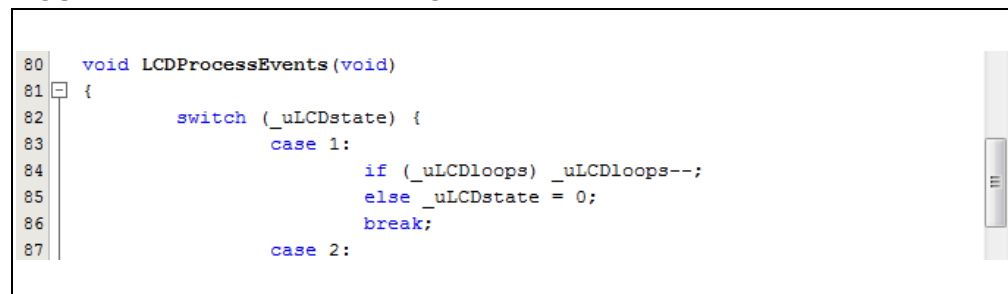 80 void LCDProcessEvents(void)
81 {
82 switch (_uLCDstate) {
83 case 1:
84 if (_uLCDloops) _uLCDloops--;
85 else _uLCDstate = 0;
86 break;
87 case 2: